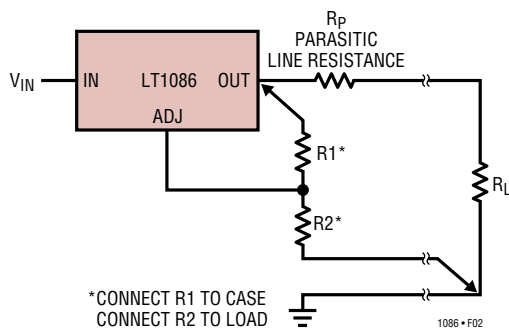 RP
PARASITIC
LINE RESISTANCE
VIN
IN
LT1086
OUT
ADJ
R1*
RL
R2*
*CONNECT R1 TO CASE
CONNECT R2 TO LOAD
1086 • F02